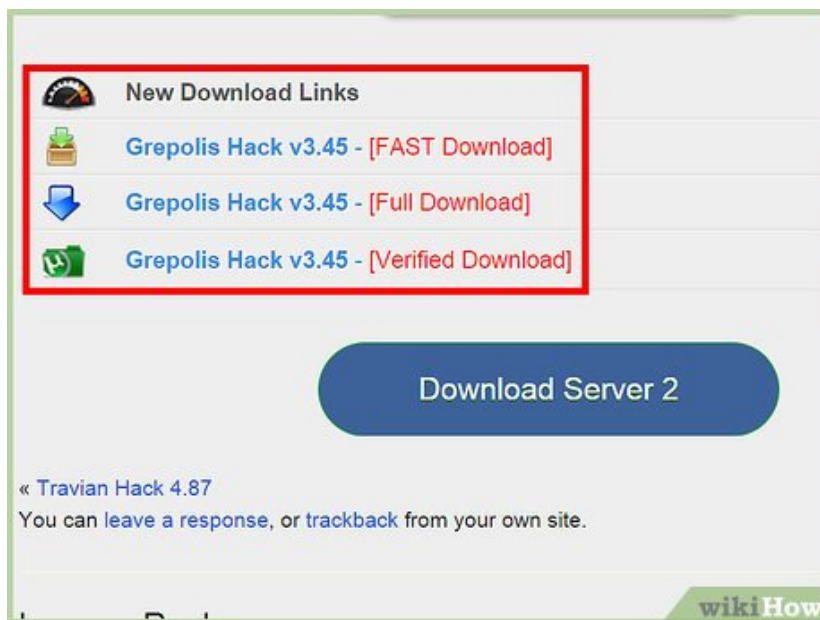 New Download Links
Grepolis Hack v3.45 - [FAST Download]
Grepolis Hack v3.45 - [Full Download]
Grepolis Hack v3.45 - [Verified Download]
Download Server 2
« Travian Hack 4.87
You can leave a response, or trackback from your own site.
wikiHow